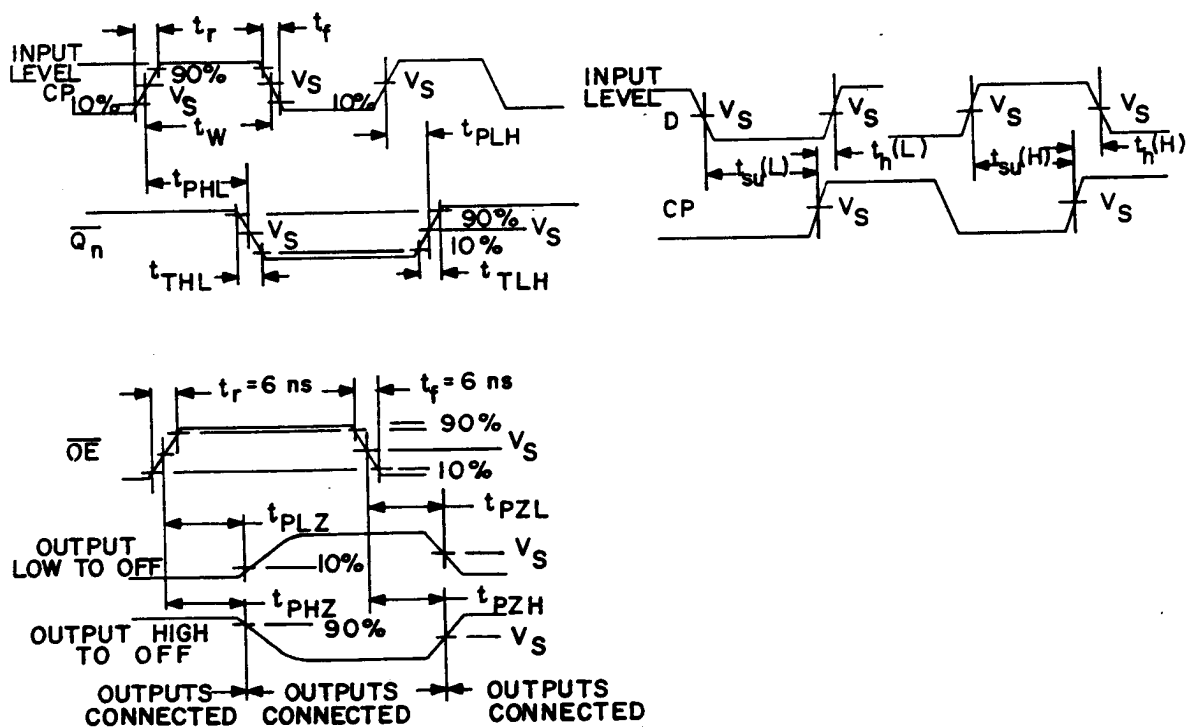 t_r t_f
INPUT LEVEL
CP
10% 90% V_S V_S 10% V_S
t_W
t_PLH
t_PHL
Q̅n̅
V_S 90% V_S
10%
t_THL t_TLH
INPUT LEVEL
D V_S V_S V_S V_S
t_su(L) t_h(L) t_su(H) t_h(H)
CP V_S V_S
t_r = 6 ns t_f = 6 ns
O̅E̅
90%
V_S
10%
t_PLZ t_PZL
OUTPUT
LOW TO OFF
10% V_S
t_PHZ t_PZH
OUTPUT HIGH
TO OFF
90% V_S
OUTPUTS CONNECTED
OUTPUTS CONNECTED
OUTPUTS CONNECTED